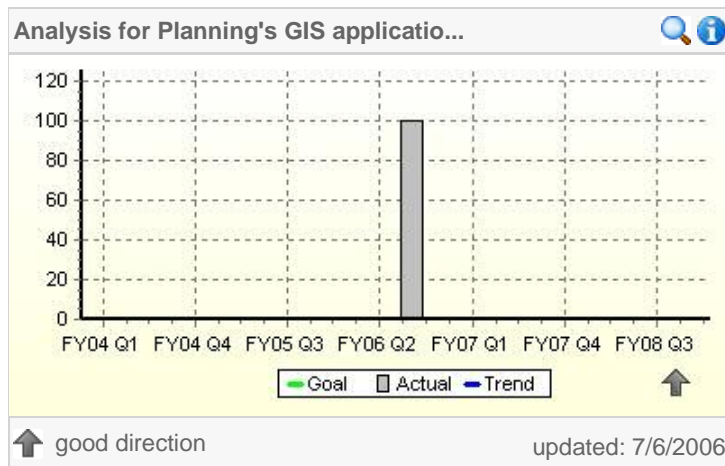 Analysis for Planning's GIS applicatio...
120
100
80
60
40
20
0
FY04 Q1 FY04 Q4 FY05 Q3 FY06 Q2 FY07 Q1 FY07 Q4 FY08 Q3
Goal Actual Trend
good direction updated: 7/6/2006